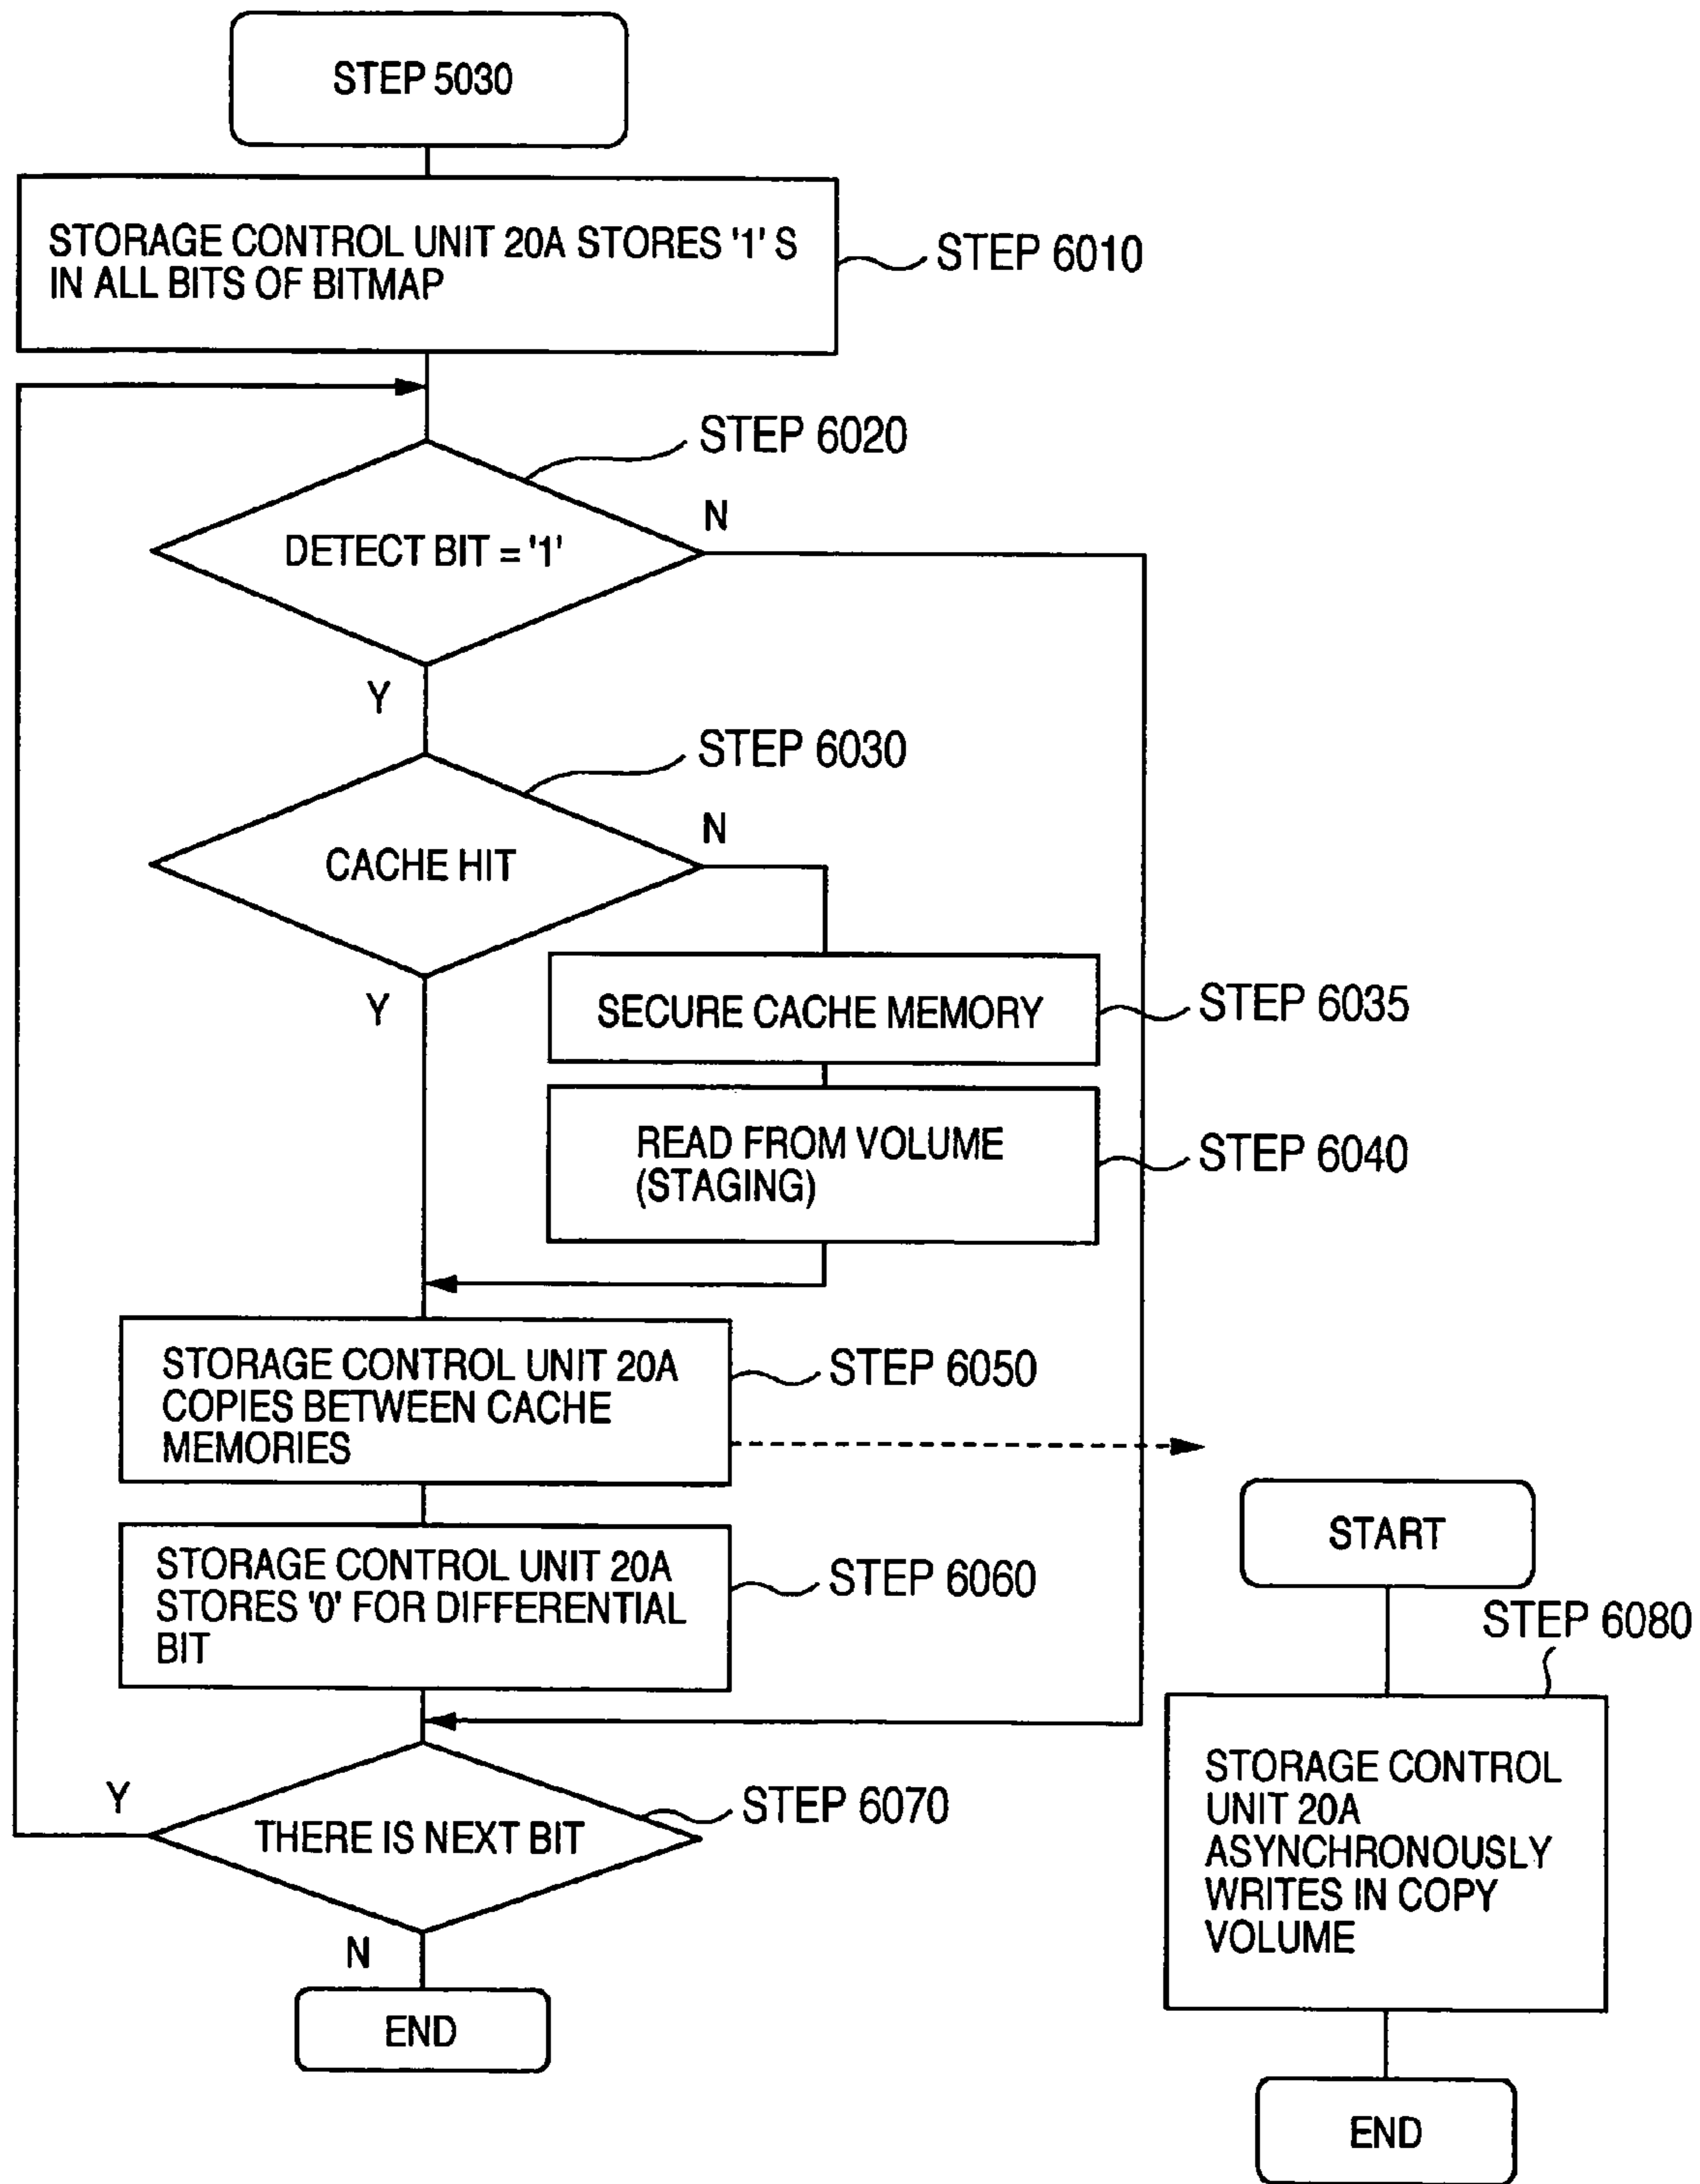 STEP 5030
STORAGE CONTROL UNIT 20A STORES '1' S
IN ALL BITS OF BITMAP
STEP 6010
STEP 6020
N
DETECT BIT = '1'
Y
STEP 6030
N
CACHE HIT
Y
SECURE CACHE MEMORY
STEP 6035
READ FROM VOLUME
(STAGING)
STEP 6040
STORAGE CONTROL UNIT 20A
COPIES BETWEEN CACHE
MEMORIES
STEP 6050
STORAGE CONTROL UNIT 20A
STORES '0' FOR DIFFERENTIAL
BIT
STEP 6060
Y
THERE IS NEXT BIT
STEP 6070
N
END
START
STEP 6080
STORAGE CONTROL
UNIT 20A
ASYNCHRONOUSLY
WRITES IN COPY
VOLUME
END